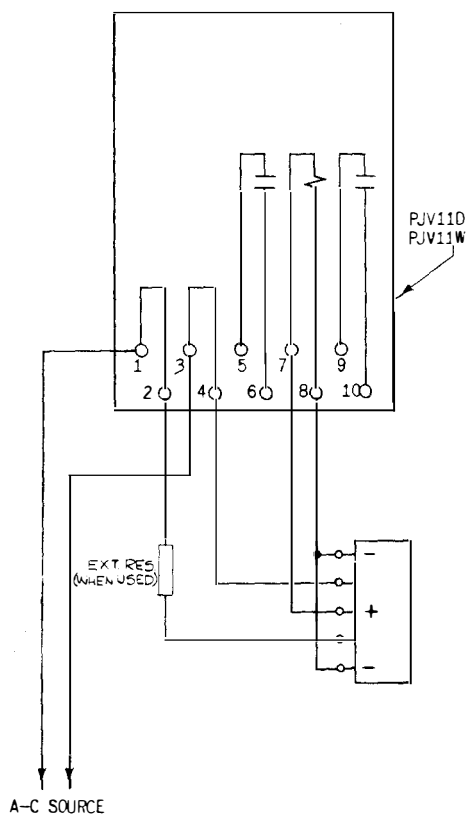 PJV11D
PJV11W
1
3
5
7
9
2
4
6
8
10
EXT. RES.
(WHEN USED)
−
+
−
A-C SOURCE